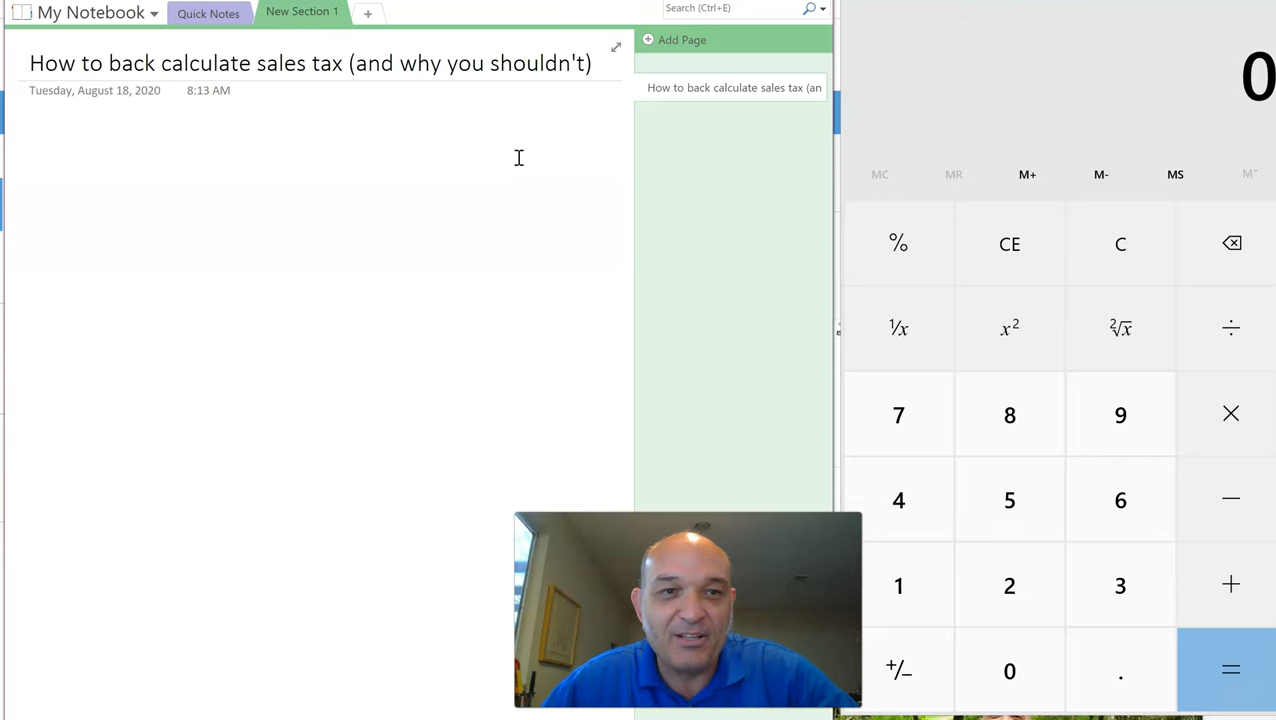 My Notebook
Quick Notes
New Section 1
+
Search (Ctrl+E)
How to back calculate sales tax (and why you shouldn't)
Tuesday, August 18, 2020 8:13 AM
Add Page
How to back calculate sales tax (an
0
MC MR M+ M- MS M˅
% CE C
1/x x² ²√x ÷
7 8 9 ×
4 5 6 −
1 2 3 +
+/− 0 . =